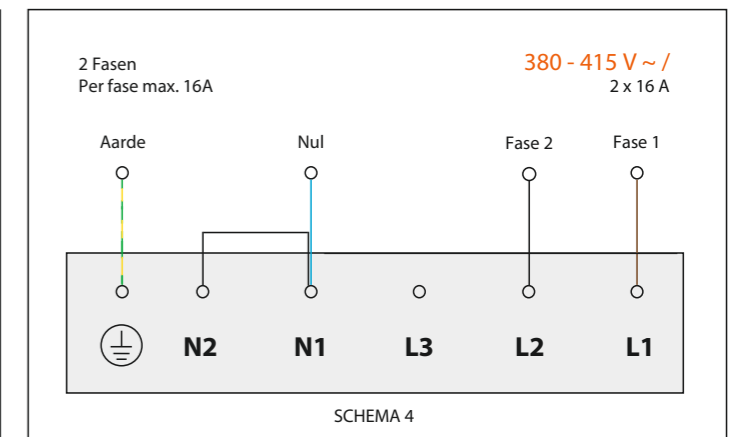 2 Fasen
Per fase max. 16A
380 - 415 V ~ /
2 x 16 A
Aarde
Nul
Fase 2
Fase 1
N2
N1
L3
L2
L1
SCHEMA 4